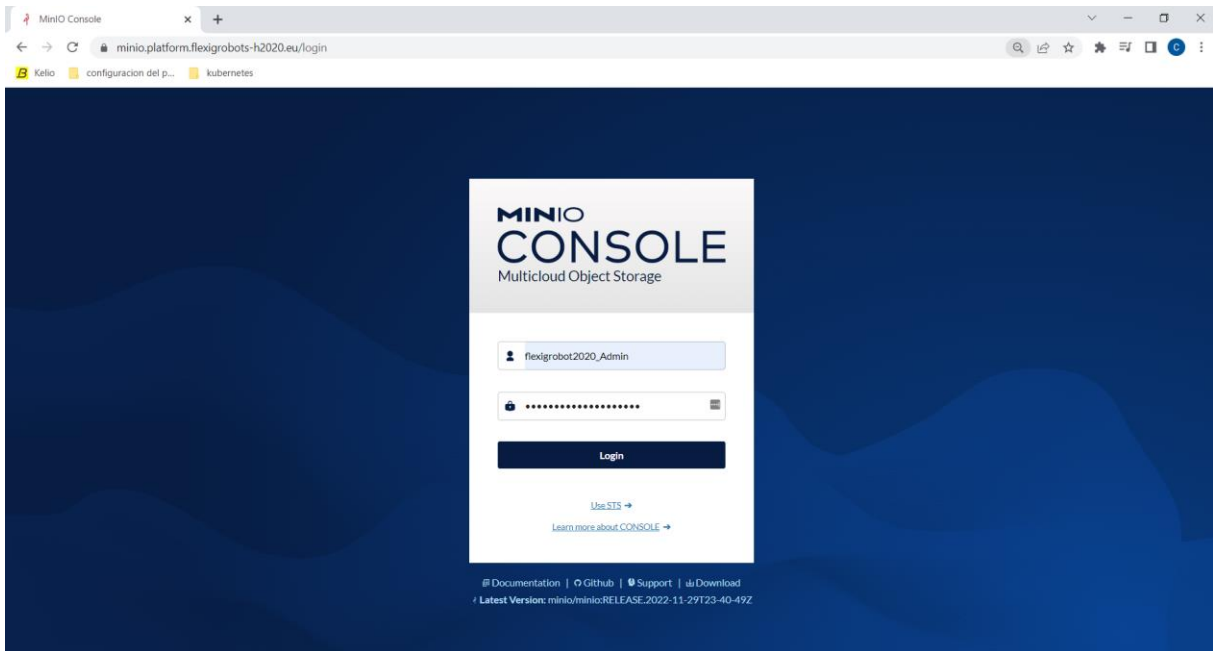 MinIO Console
minio.platform.flexigrobots-h2020.eu/login
Kelio configuracion del p... kubernetes
MINIO
CONSOLE
Multicloud Object Storage
flexigrobot2020_Admin
••••••••••••••••••••
Login
Use STS
Learn more about CONSOLE
Documentation | Github | Support | Download
Latest Version: minio/minio:RELEASE.2022-11-29T23-40-49Z